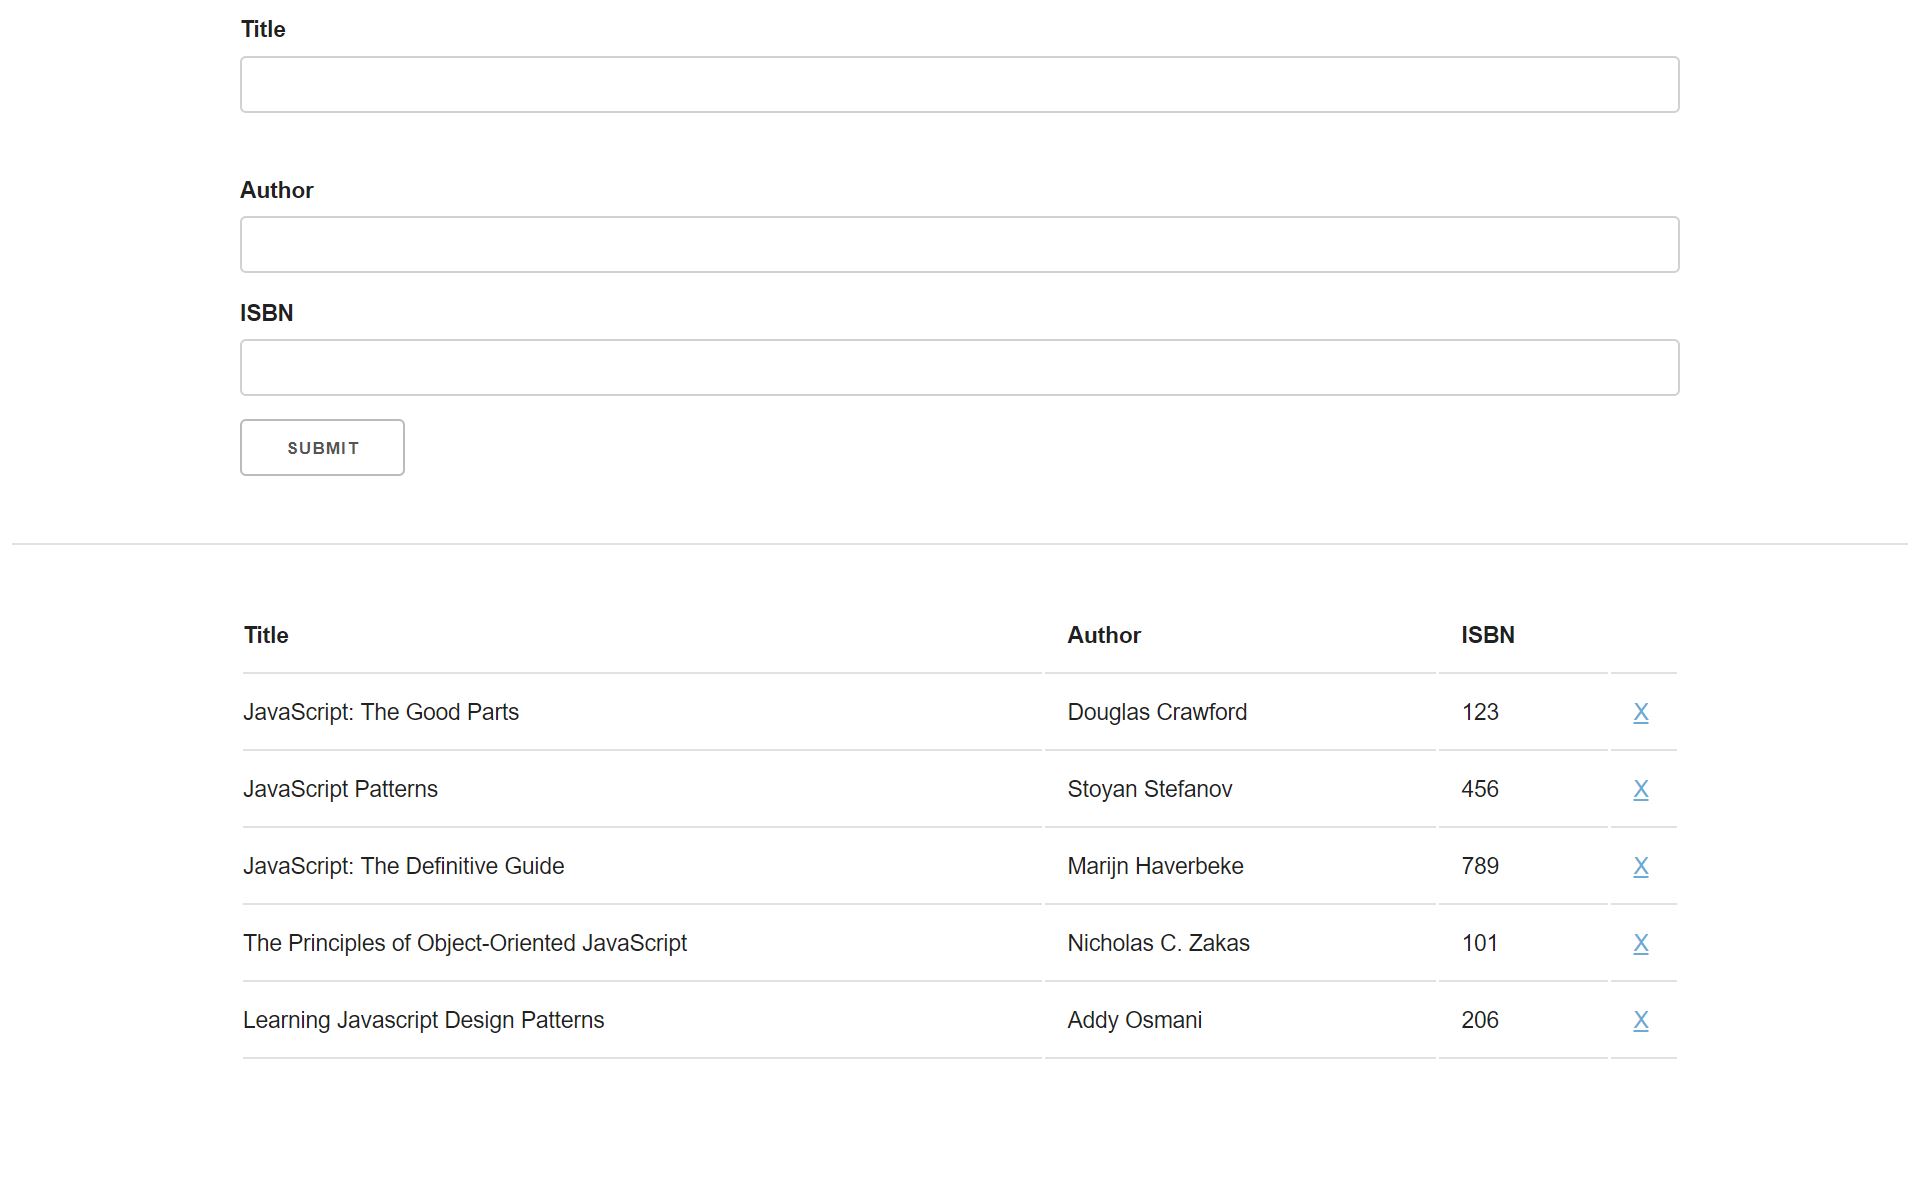 Title
Author
ISBN
SUBMIT
Title Author ISBN
JavaScript: The Good Parts Douglas Crawford 123 X
JavaScript Patterns Stoyan Stefanov 456 X
JavaScript: The Definitive Guide Marijn Haverbeke 789 X
The Principles of Object-Oriented JavaScript Nicholas C. Zakas 101 X
Learning Javascript Design Patterns Addy Osmani 206 X